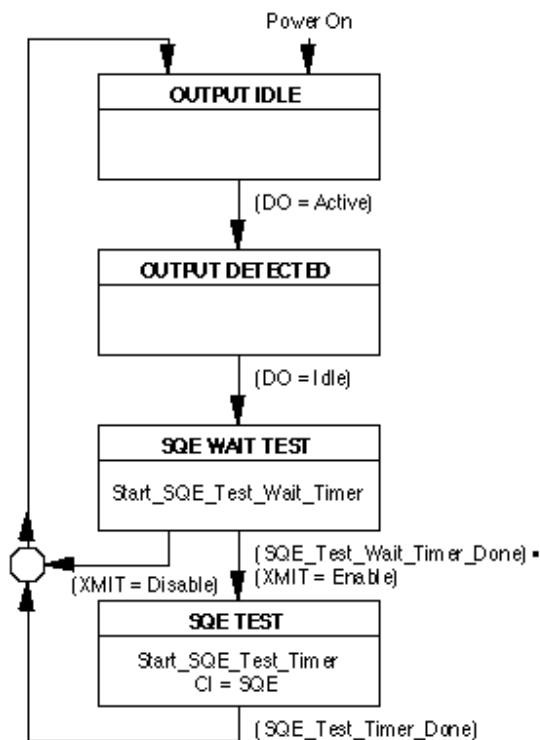 Power On
OUTPUT IDLE
(DO = Active)
OUTPUT DETECTED
(DO = Idle)
SQE WAIT TEST
Start_SQE_Test_Wait_Timer
(SQE_Test_Wait_Timer_Done) •
(XMIT = Enable)
(XMIT = Disable)
SQE TEST
Start_SQE_Test_Timer
CI = SQE
(SQE_Test_Timer_Done)